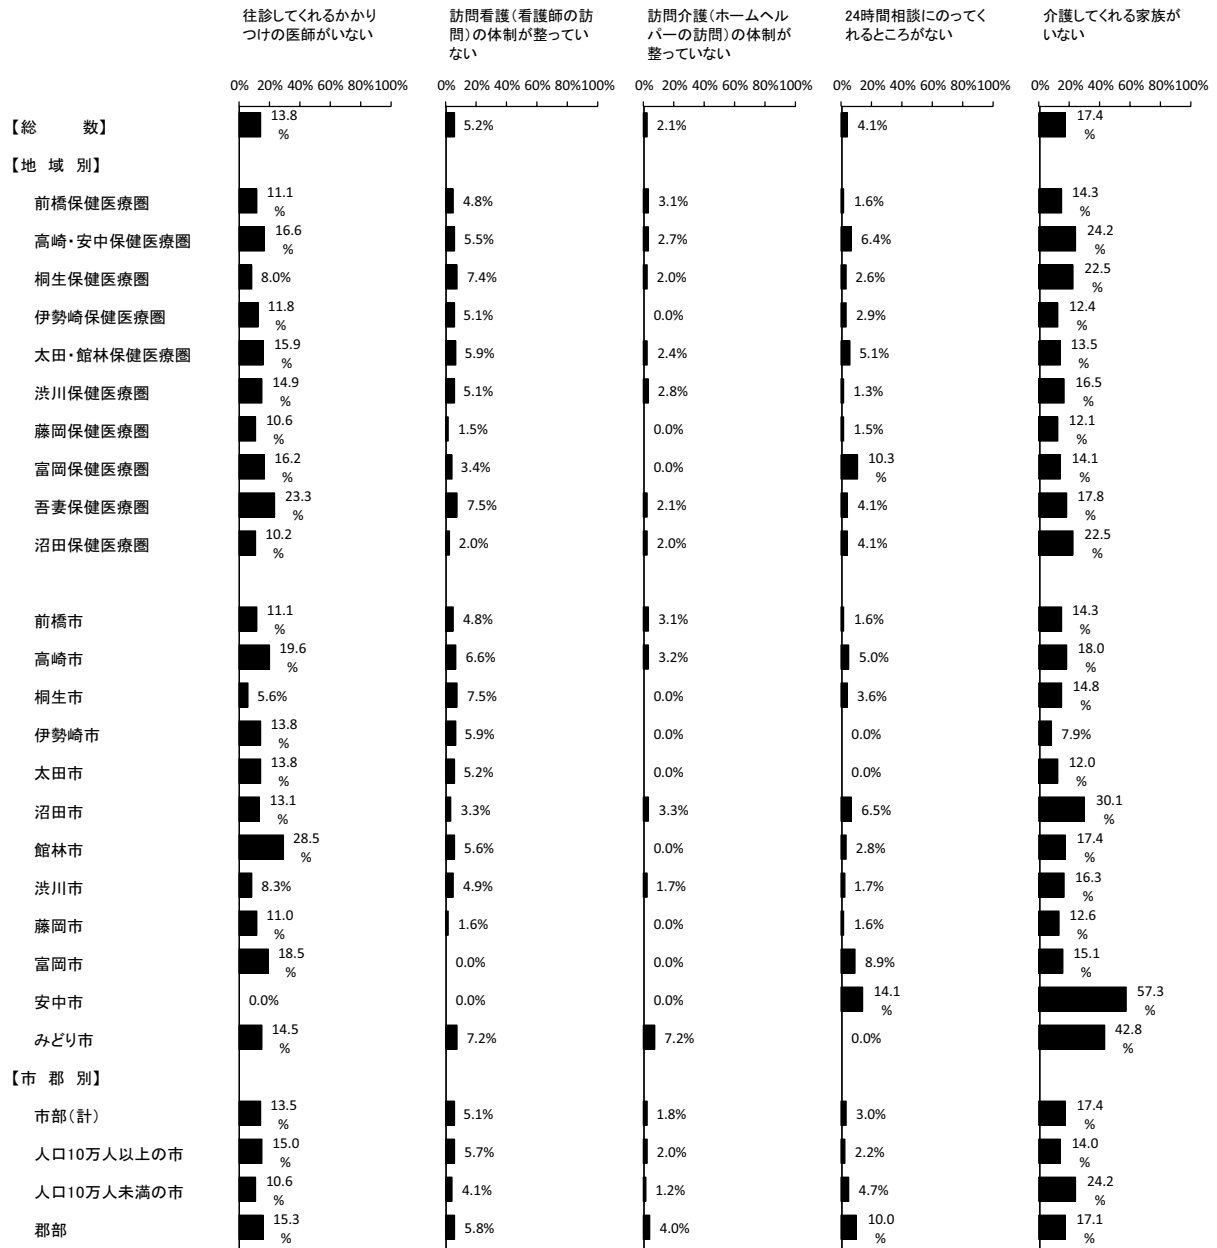 往診してくれるかかり
つけの医師がいない
訪問看護(看護師の訪
問)の体制が整ってい
ない
訪問介護(ホームヘル
パーの訪問)の体制が
整っていない
24時間相談にのってく
れるところがない
介護してくれる家族が
いない
0% 20% 40% 60% 80%100% 0% 20% 40% 60% 80%100% 0% 20% 40% 60% 80%100% 0% 20% 40% 60% 80%100% 0% 20% 40% 60% 80%100%
【総 数】 13.8% 5.2% 2.1% 4.1% 17.4%
【地 域 別】
前橋保健医療圏 11.1% 4.8% 3.1% 1.6% 14.3%
高崎・安中保健医療圏 16.6% 5.5% 2.7% 6.4% 24.2%
桐生保健医療圏 8.0% 7.4% 2.0% 2.6% 22.5%
伊勢崎保健医療圏 11.8% 5.1% 0.0% 2.9% 12.4%
太田・館林保健医療圏 15.9% 5.9% 2.4% 5.1% 13.5%
渋川保健医療圏 14.9% 5.1% 2.8% 1.3% 16.5%
藤岡保健医療圏 10.6% 1.5% 0.0% 1.5% 12.1%
富岡保健医療圏 16.2% 3.4% 0.0% 10.3% 14.1%
吾妻保健医療圏 23.3% 7.5% 2.1% 4.1% 17.8%
沼田保健医療圏 10.2% 2.0% 2.0% 4.1% 22.5%
前橋市 11.1% 4.8% 3.1% 1.6% 14.3%
高崎市 19.6% 6.6% 3.2% 5.0% 18.0%
桐生市 5.6% 7.5% 0.0% 3.6% 14.8%
伊勢崎市 13.8% 5.9% 0.0% 0.0% 7.9%
太田市 13.8% 5.2% 0.0% 0.0% 12.0%
沼田市 13.1% 3.3% 3.3% 6.5% 30.1%
館林市 28.5% 5.6% 0.0% 2.8% 17.4%
渋川市 8.3% 4.9% 1.7% 1.7% 16.3%
藤岡市 11.0% 1.6% 0.0% 1.6% 12.6%
富岡市 18.5% 0.0% 0.0% 8.9% 15.1%
安中市 0.0% 0.0% 0.0% 14.1% 57.3%
みどり市 14.5% 7.2% 7.2% 0.0% 42.8%
【市 郡 別】
市部(計) 13.5% 5.1% 1.8% 3.0% 17.4%
人口10万人以上の市 15.0% 5.7% 2.0% 2.2% 14.0%
人口10万人未満の市 10.6% 4.1% 1.2% 4.7% 24.2%
郡部 15.3% 5.8% 4.0% 10.0% 17.1%